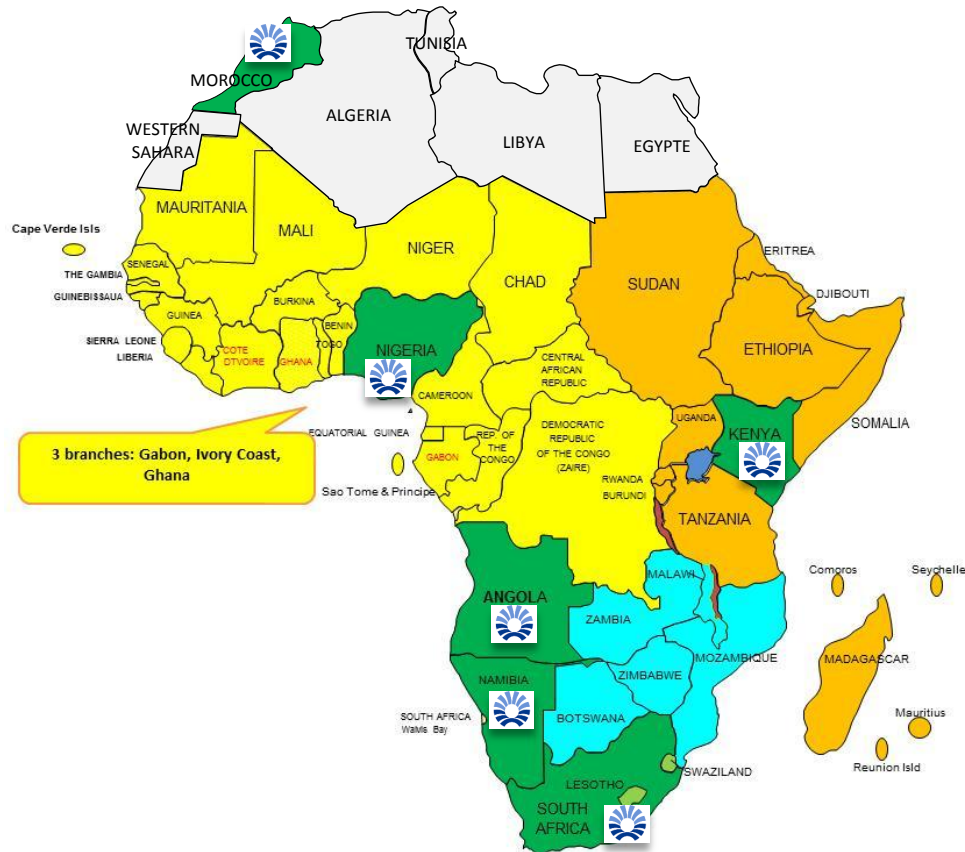 TUNISIA
MOROCCO
ALGERIA
WESTERN
SAHARA
LIBYA
EGYPTE
MAURITANIA
Cape Verde Isls
MALI
NIGER
CHAD
SUDAN
ERITREA
SENEGAL
THE GAMBIA
GUINEBISSAUA
DJIBOUTI
BURKINA
GUINEA
BENIN
TOGO
SIERRA LEONE
LIBERIA
COTE
DTVOIRE
GHANA
NIGERIA
ETHIOPIA
CENTRAL
AFRICAN
REPUBLIC
CAMEROON
UGANDA
SOMALIA
KENYA
EQUATORIAL GUINEA
REP. OF
THE
CONGO
DEMOCRATIC
REPUBLIC
OF THE CONGO
(ZAIRE)
GABON
3 branches: Gabon, Ivory Coast,
Ghana
RWANDA
BURUNDI
Sao Tome & Principe
TANZANIA
Comoros
Seychelle
MALAWI
ANGOLA
ZAMBIA
MOZAMBIQUE
MADAGASCAR
ZIMBABWE
NAMIBIA
BOTSWANA
SOUTH AFRICA
Walvis Bay
Mauritius
Reunion Isld
SWAZILAND
LESOTHO
SOUTH
AFRICA